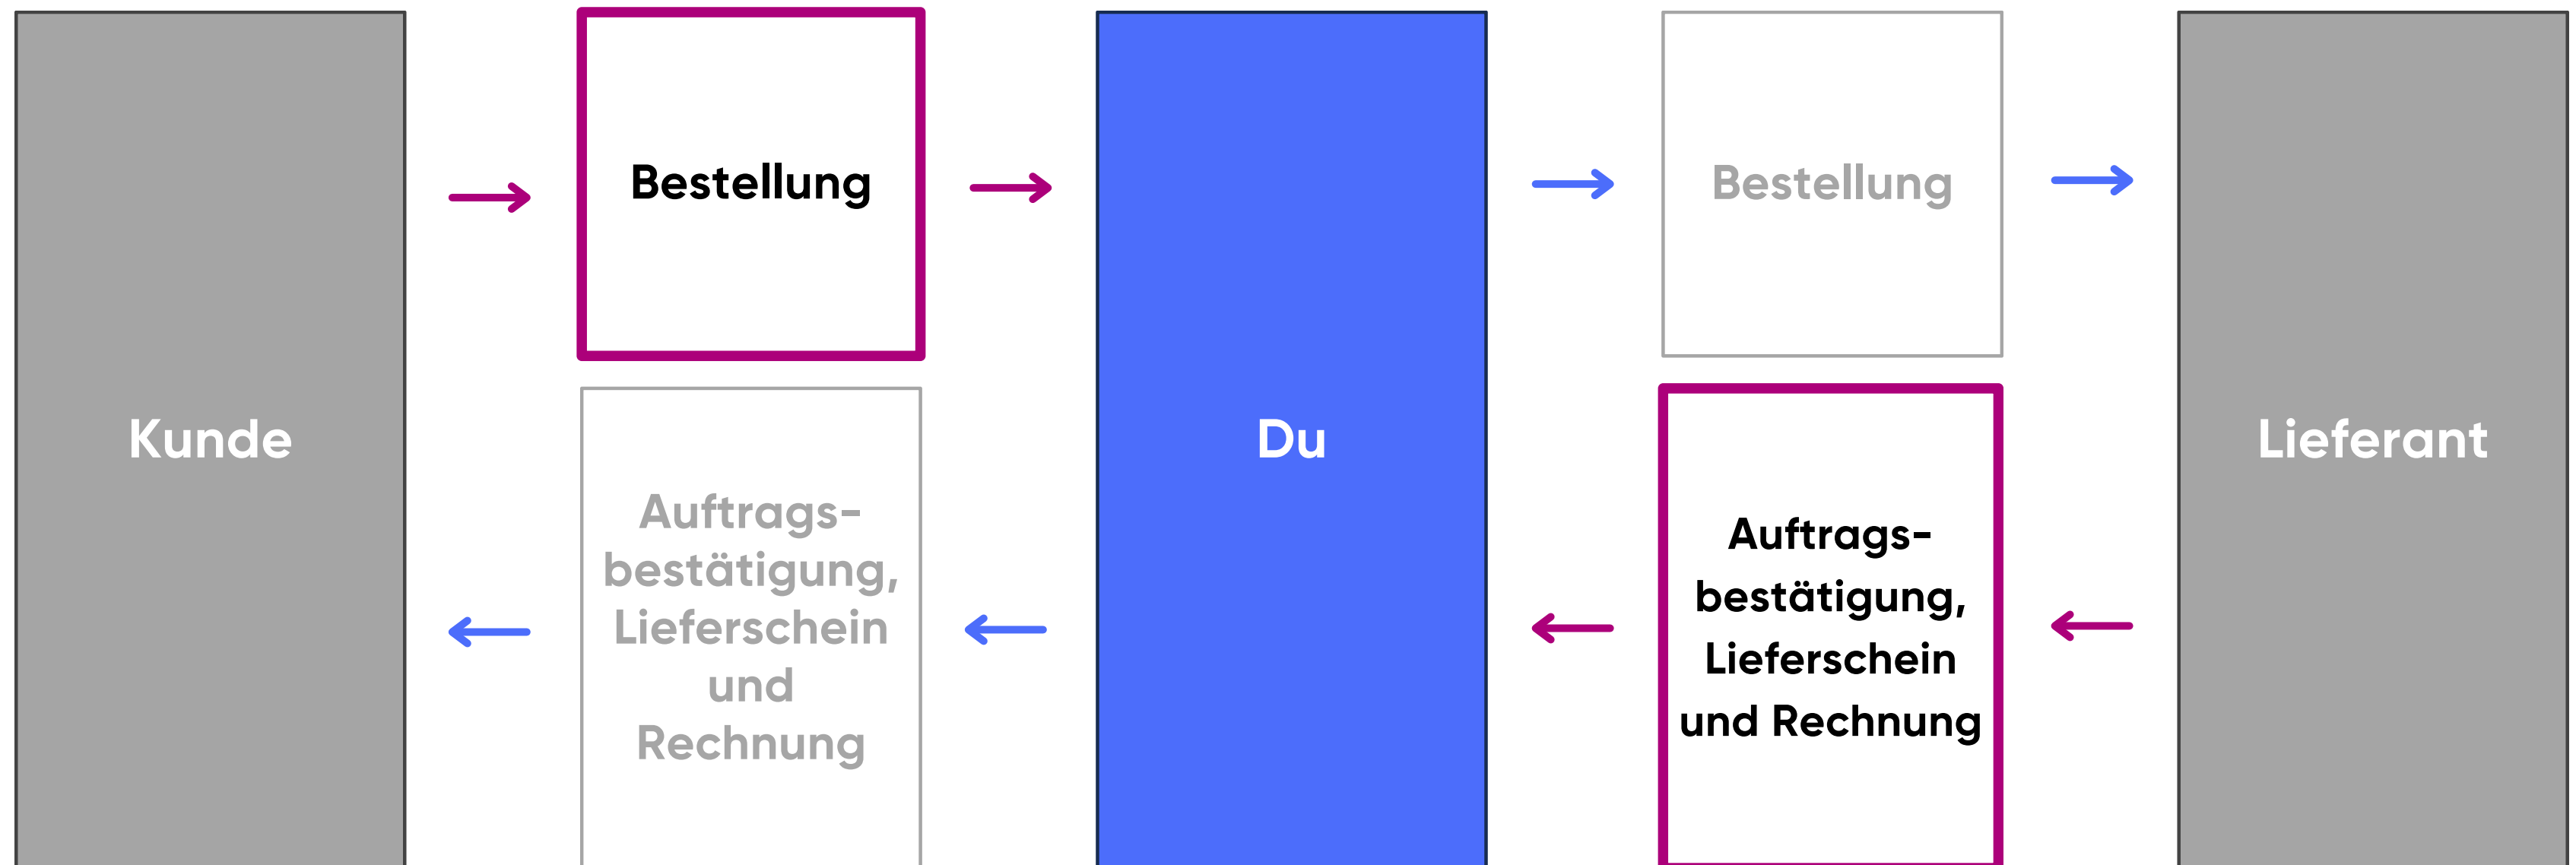 Kunde
Bestellung
Auftrags-
bestätigung,
Lieferschein
und
Rechnung
Du
Bestellung
Auftrags-
bestätigung,
Lieferschein
und Rechnung
Lieferant